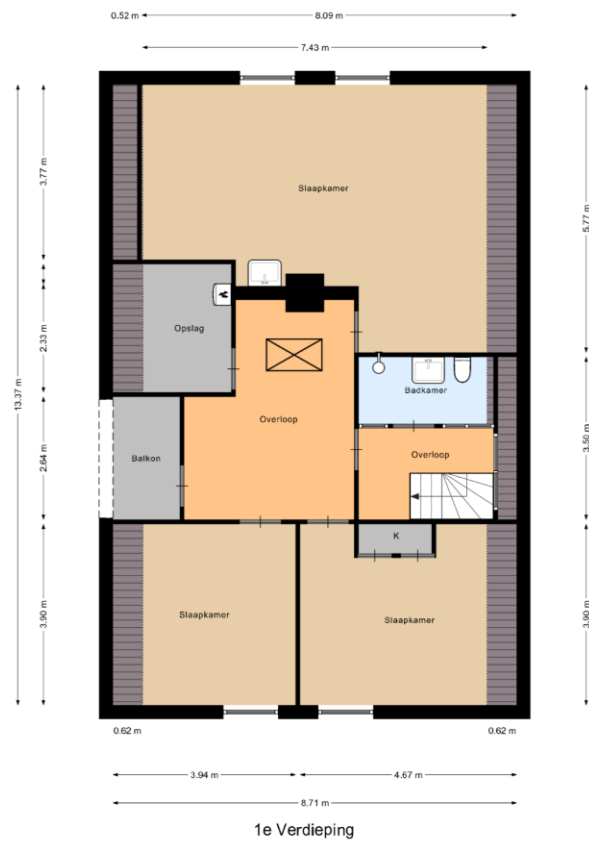 0.52 m
8.09 m
7.43 m
3.77 m
5.77 m
Slaapkamer
Opslag
2.33 m
13.37 m
Badkamer
Overloop
3.50 m
Overloop
2.64 m
Balkon
K
3.90 m
Slaapkamer
Slaapkamer
3.90 m
0.62 m
0.62 m
3.94 m
4.67 m
8.71 m
1e Verdieping